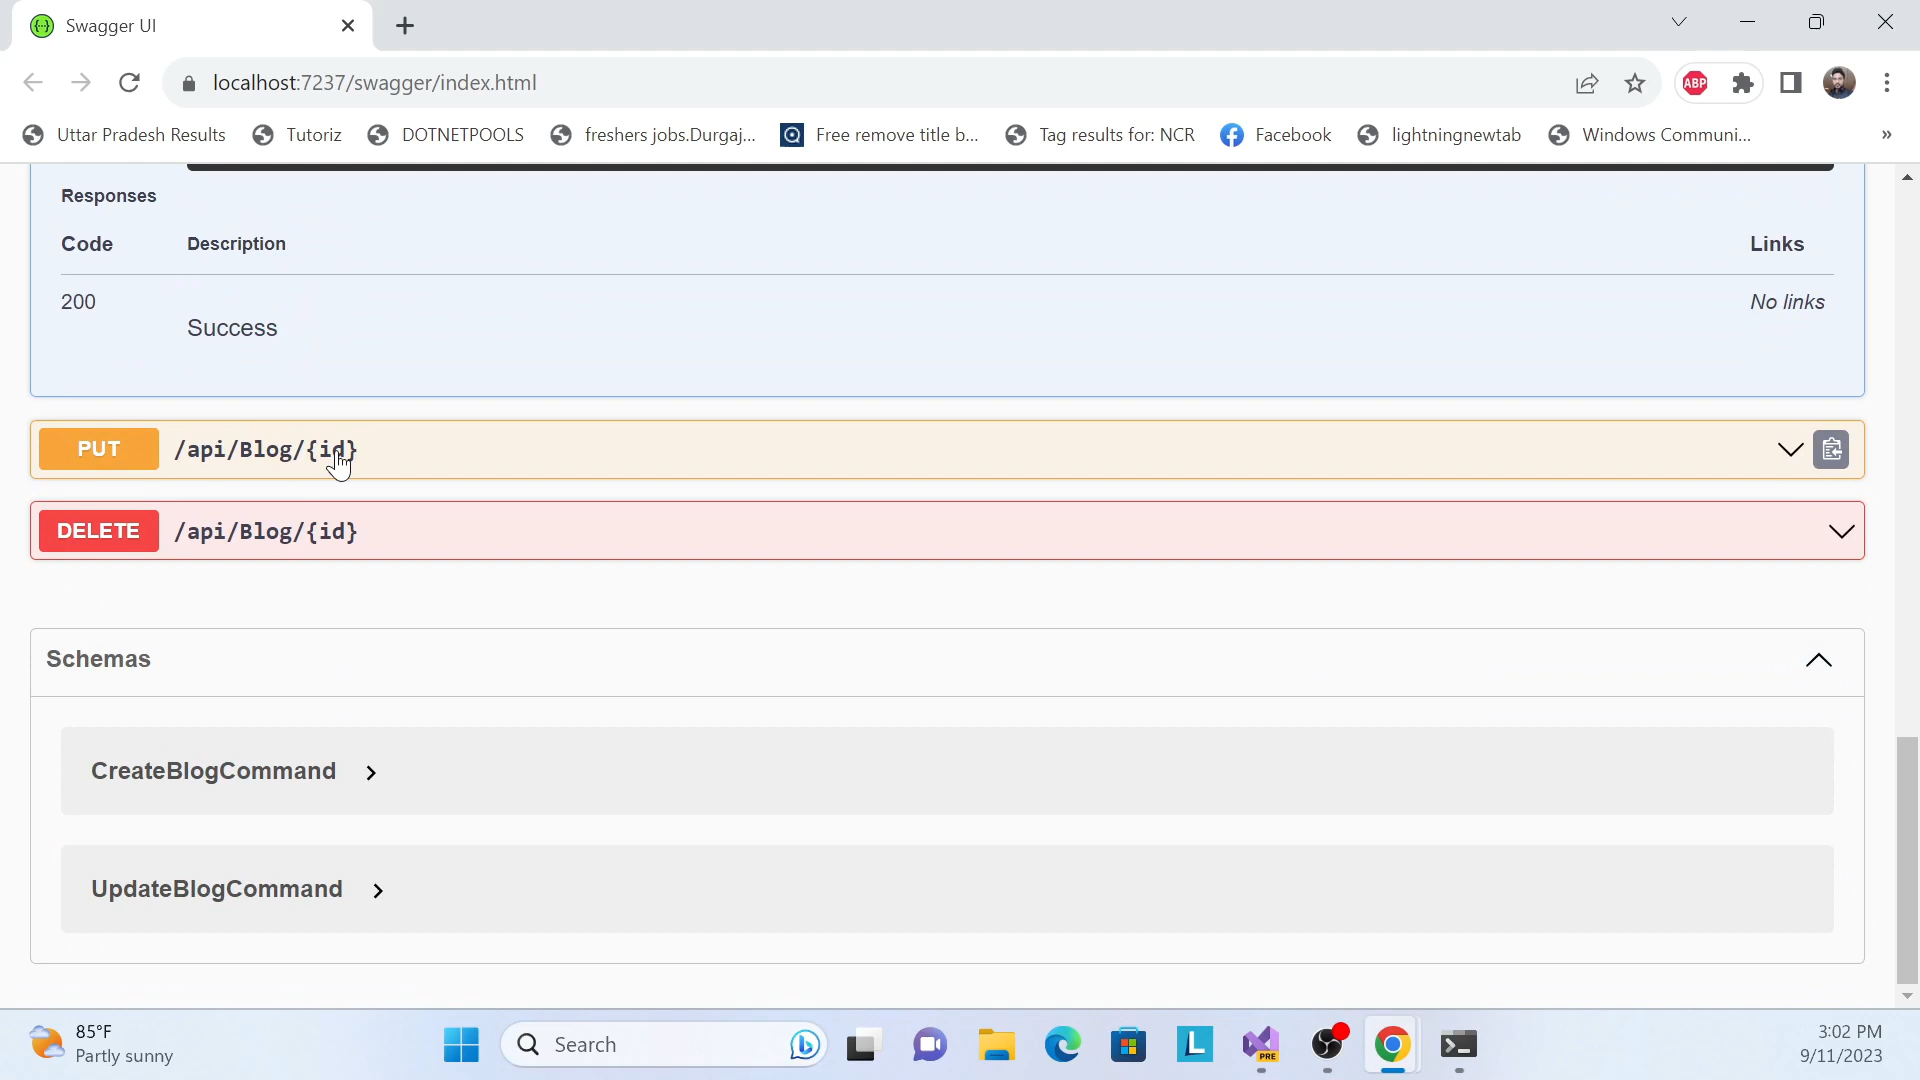 Swagger UI
localhost:7237/swagger/index.html
ABP
Uttar Pradesh Results Tutoriz DOTNETPOOLS freshers jobs.Durgaj... Free remove title b... Tag results for: NCR Facebook lightningnewtab Windows Communi... »
Responses
Code Description Links
200 No links
Success
PUT /api/Blog/{id}
DELETE /api/Blog/{id}
Schemas
CreateBlogCommand
UpdateBlogCommand
85°F
Partly sunny
Search
L
PRE
3:02 PM
9/11/2023